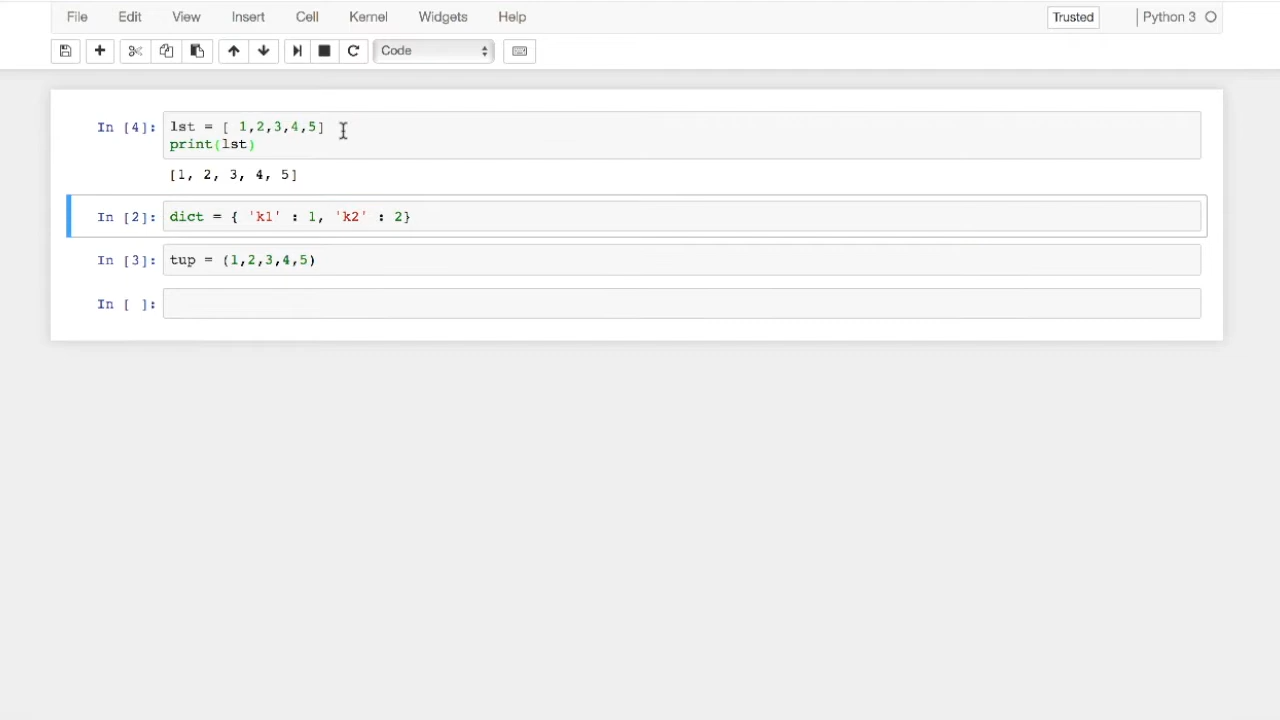 File Edit View Insert Cell Kernel Widgets Help Trusted Python 3
Code
In [4]: lst = [ 1,2,3,4,5]
print(lst)
[1, 2, 3, 4, 5]
In [2]: dict = { 'k1' : 1, 'k2' : 2}
In [3]: tup = (1,2,3,4,5)
In [ ]: